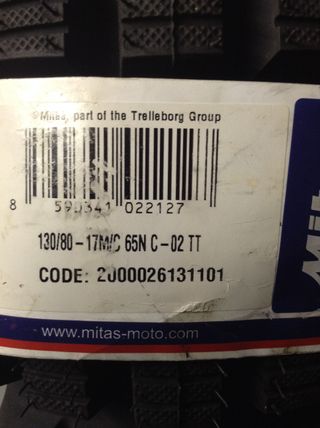 ©Mitas, part of the Trelleborg Group
8 590341 022127
130/80-17M/C 65N C-02 TT
CODE: 2000026131101
www.mitas-moto.com
Mit